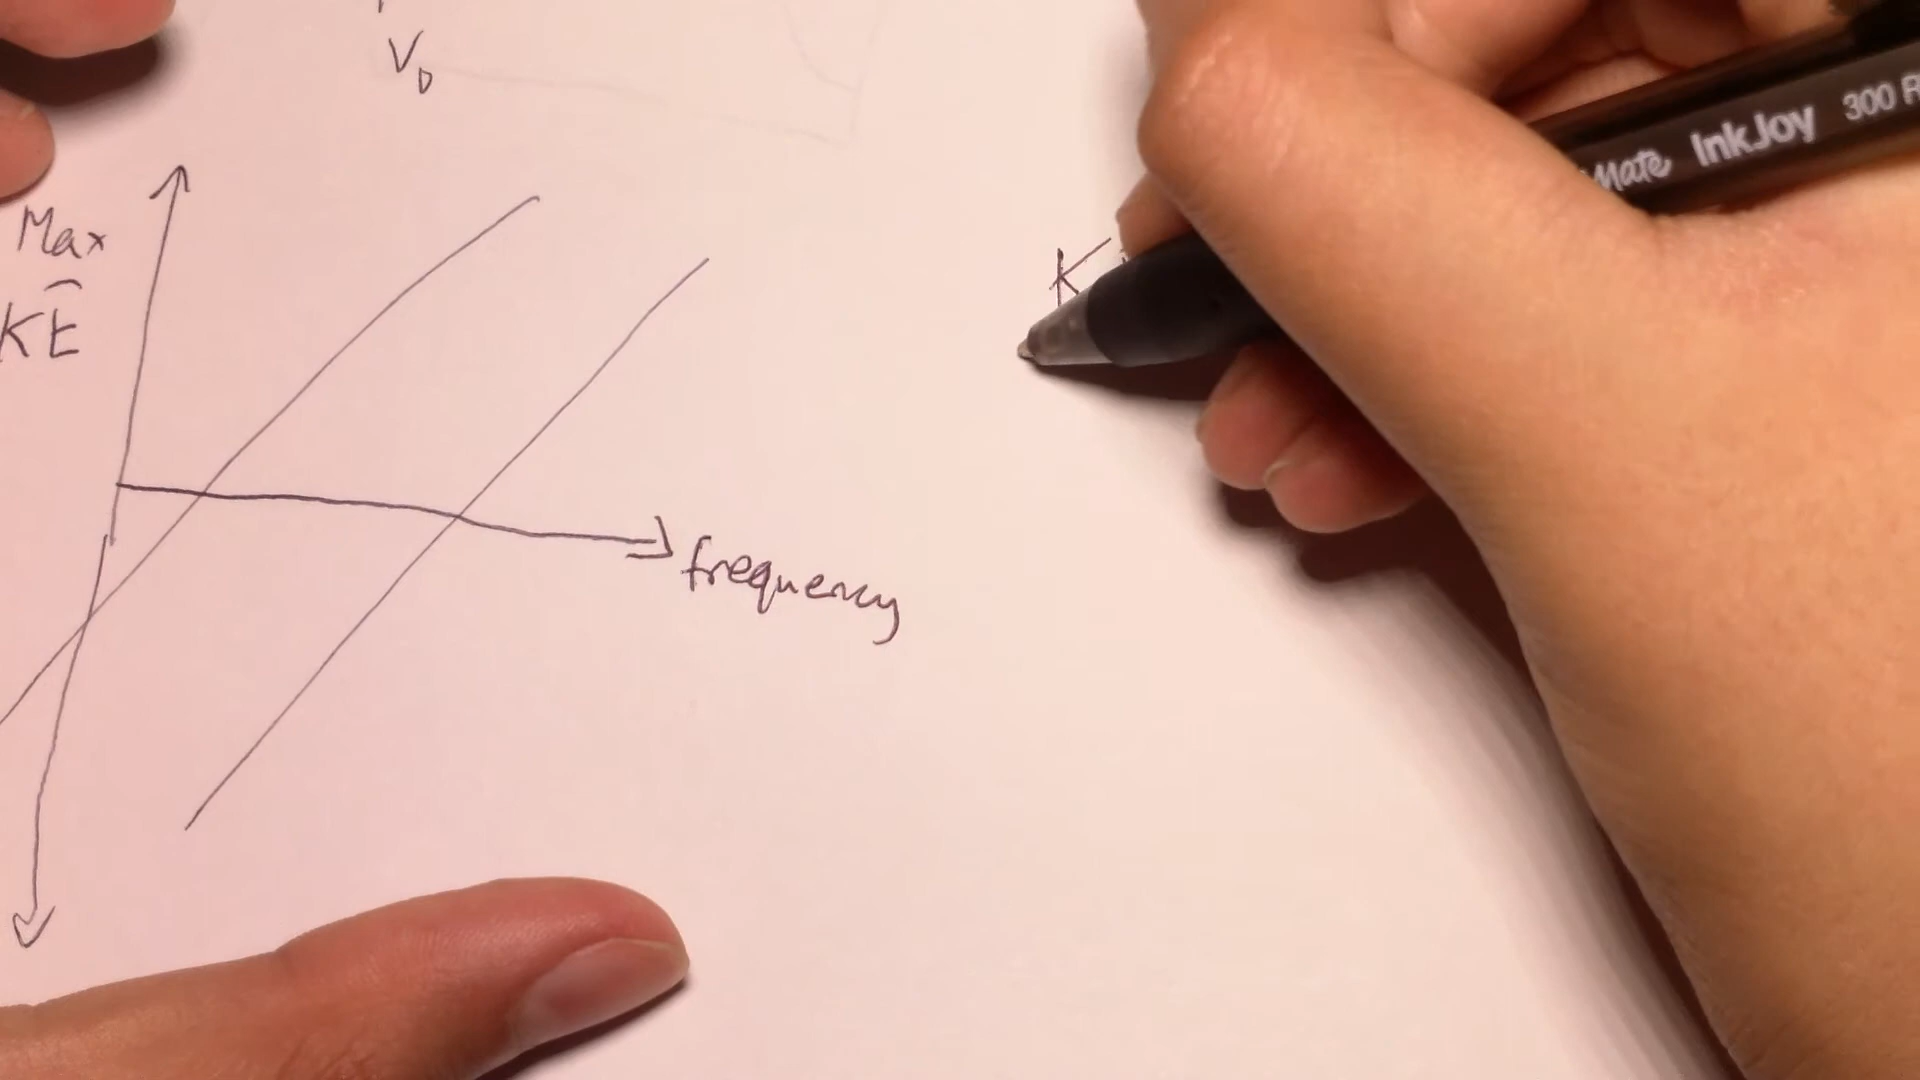 V₀
Max
KE
frequency
K
Mate InkJoy 300 R